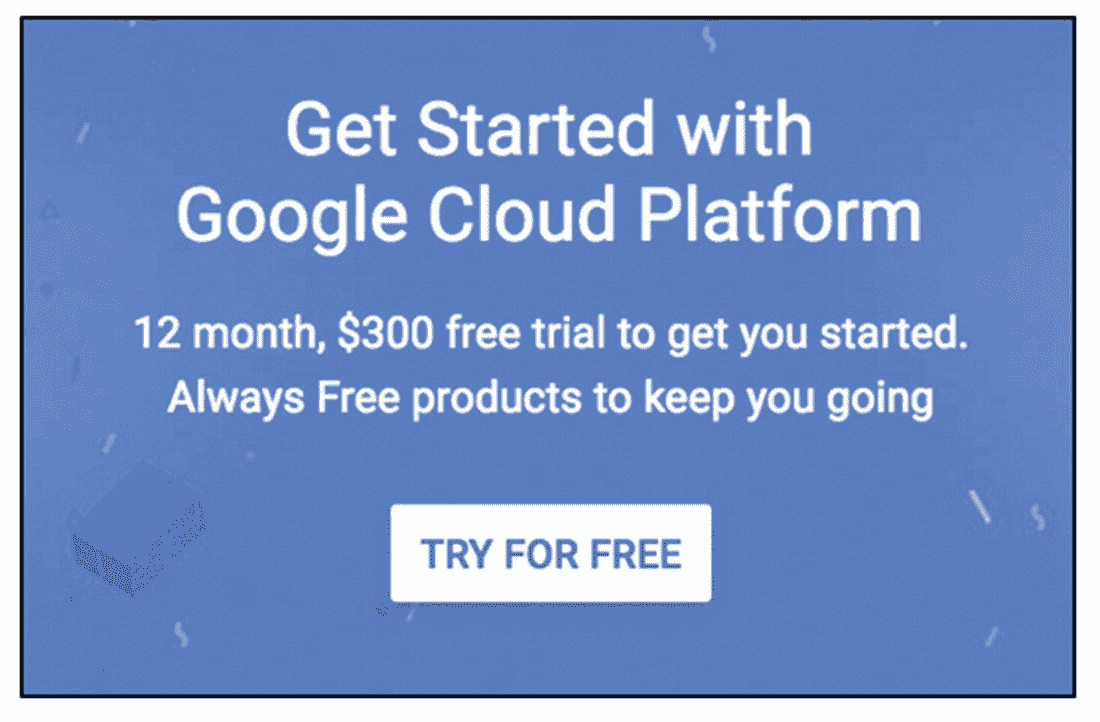 Get Started with
Google Cloud Platform
12 month, $300 free trial to get you started.
Always Free products to keep you going
TRY FOR FREE